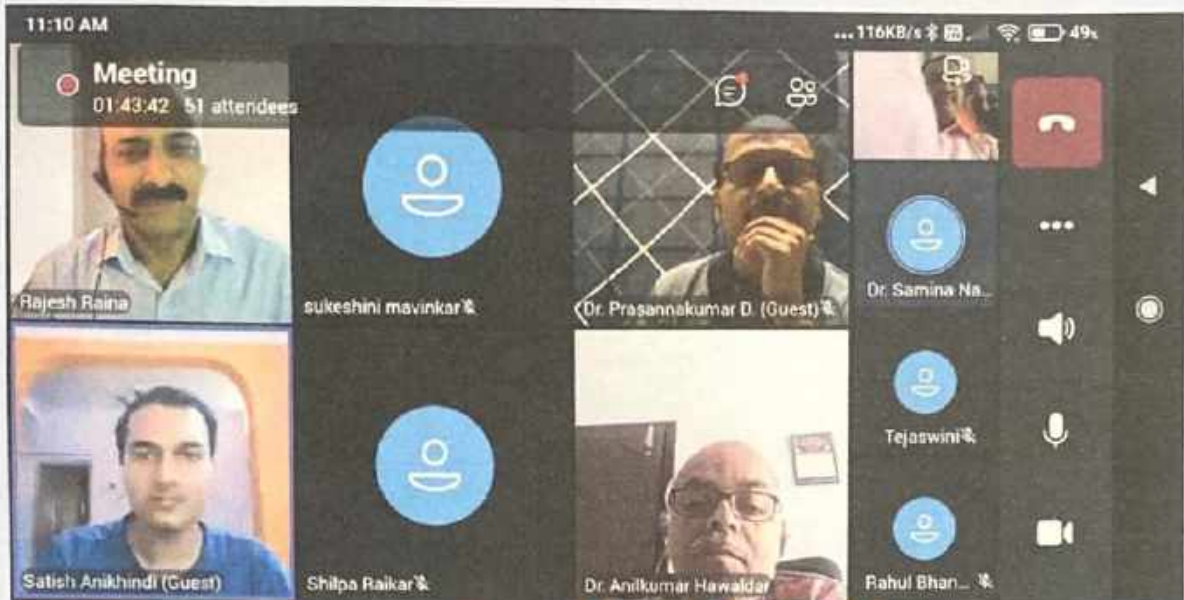 11:10 AM
...116KB/s 49%
Meeting
01:43:42 51 attendees
Rajesh Raina
sukeshini mavinkar
Dr. Prasannakumar D. (Guest)
Dr. Samina Na...
Tejaswini
Satish Anikhindi (Guest)
Shilpa Raikar
Dr. Anilkumar Hawaldar
Rahul Bhan...